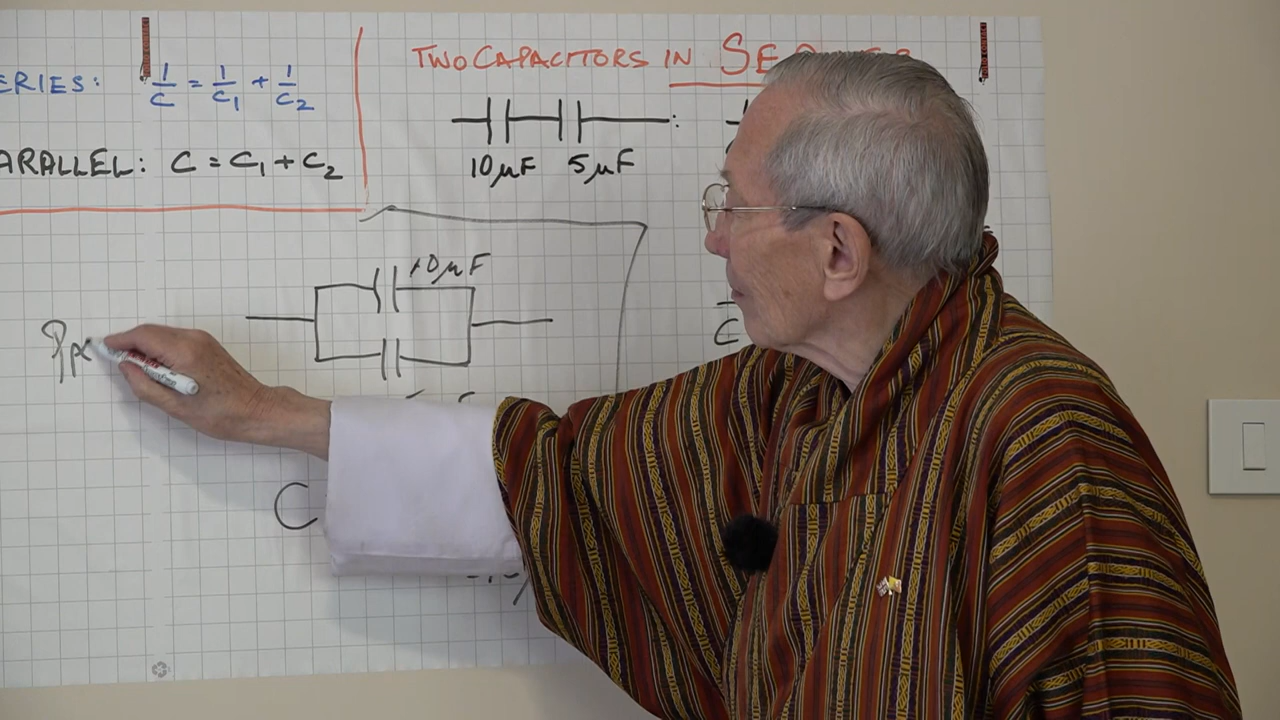 ERIES: 1/C = 1/C₁ + 1/C₂
ARALLEL: C = C₁ + C₂
TWO CAPACITORS IN SE
10μF 5μF
10μF
C
C